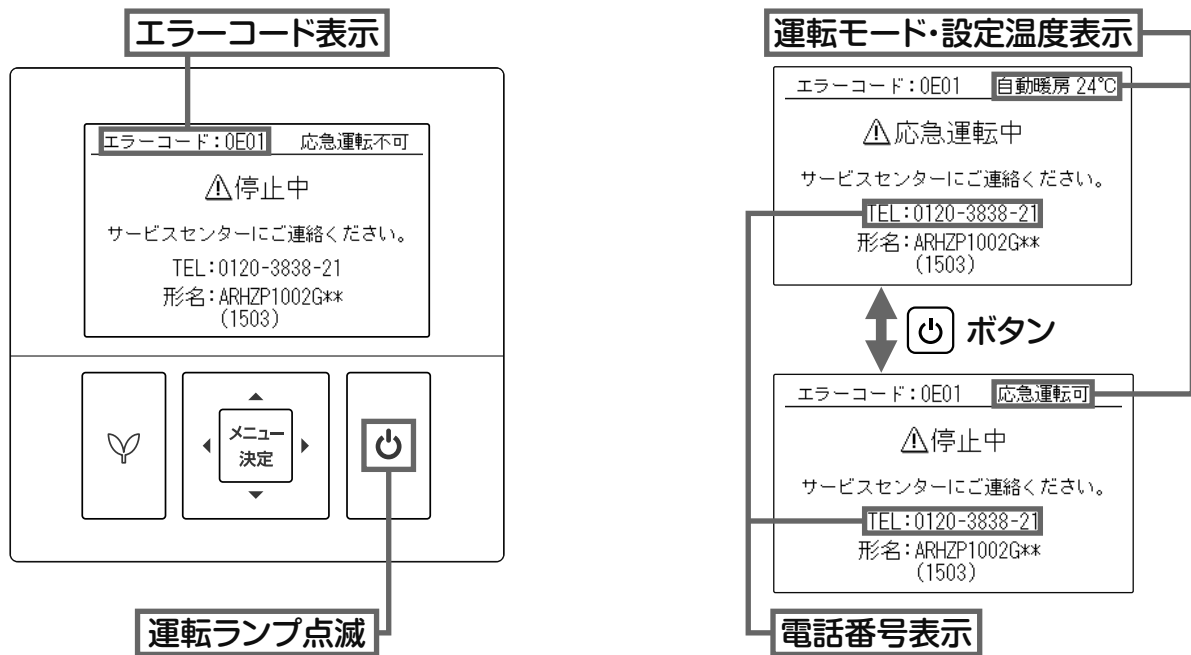 エラーコード表示
エラーコード:0E01 応急運転不可
⚠停止中
サービスセンターにご連絡ください。
TEL:0120-3838-21
形名:ARHZP1002G**
(1503)
メニュー
決定
運転ランプ点滅
運転モード・設定温度表示
エラーコード:0E01 自動暖房 24℃
⚠応急運転中
サービスセンターにご連絡ください。
TEL:0120-3838-21
形名:ARHZP1002G**
(1503)
ボタン
エラーコード:0E01 応急運転可
⚠停止中
サービスセンターにご連絡ください。
TEL:0120-3838-21
形名:ARHZP1002G**
(1503)
電話番号表示